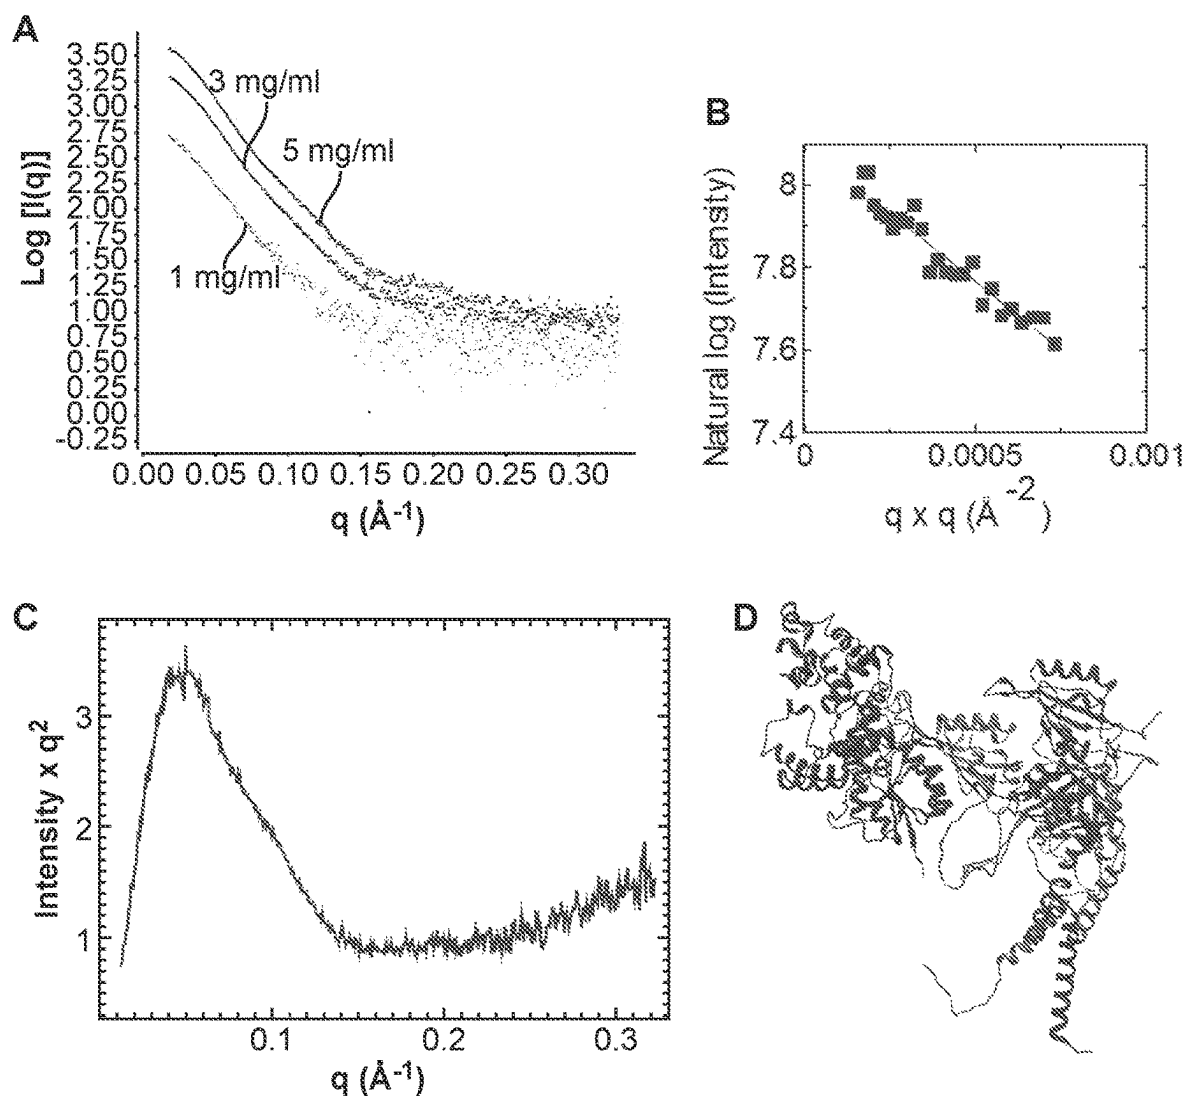 A
Log [I(q)]
3.50
3.25
3.00
2.75
2.50
2.25
2.00
1.75
1.50
1.25
1.00
0.75
0.50
0.25
0.00
-0.25
3 mg/ml
5 mg/ml
1 mg/ml
0.00 0.05 0.10 0.15 0.20 0.25 0.30
q (Å-1)
B
Natural log (Intensity)
8
7.8
7.6
7.4
0 0.0005 0.001
q x q (Å-2)
C
Intensity x q2
3
2
1
0.1 0.2 0.3
q (Å-1)
D